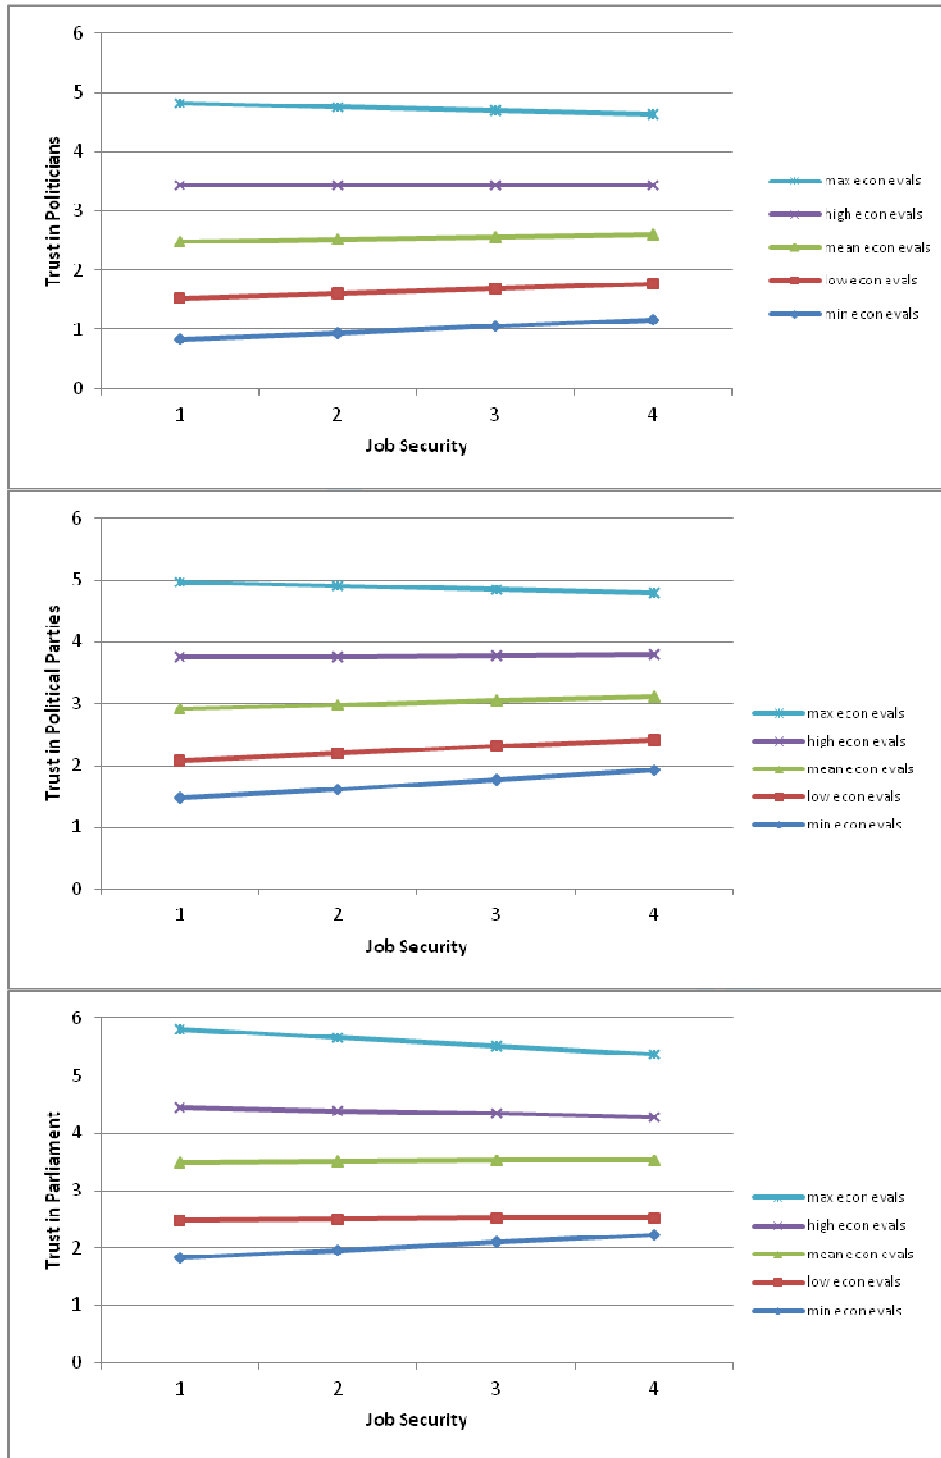 6
5
4
3
2
1
0
Trust in Politicians
1 2 3 4
Job Security
max econ evals
high econ evals
mean econ evals
low econ evals
min econ evals
6
5
4
3
2
1
0
Trust in Political Parties
1 2 3 4
Job Security
max econ evals
high econ evals
mean econ evals
low econ evals
min econ evals
6
5
4
3
2
1
0
Trust in Parliament
1 2 3 4
Job Security
max econ evals
high econ evals
mean econ evals
low econ evals
min econ evals